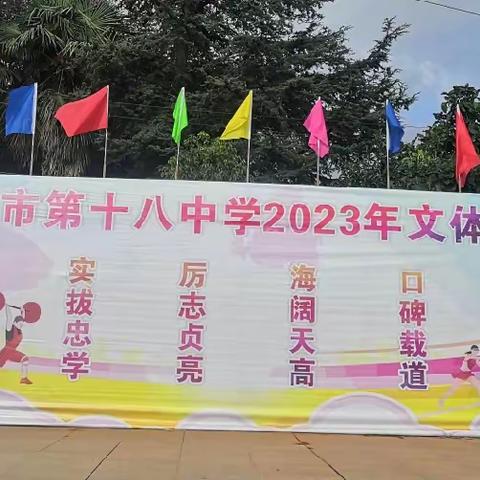 市第十八中学2023年文体
实拔忠学
厉志贞亮
海阔天高
口碑载道